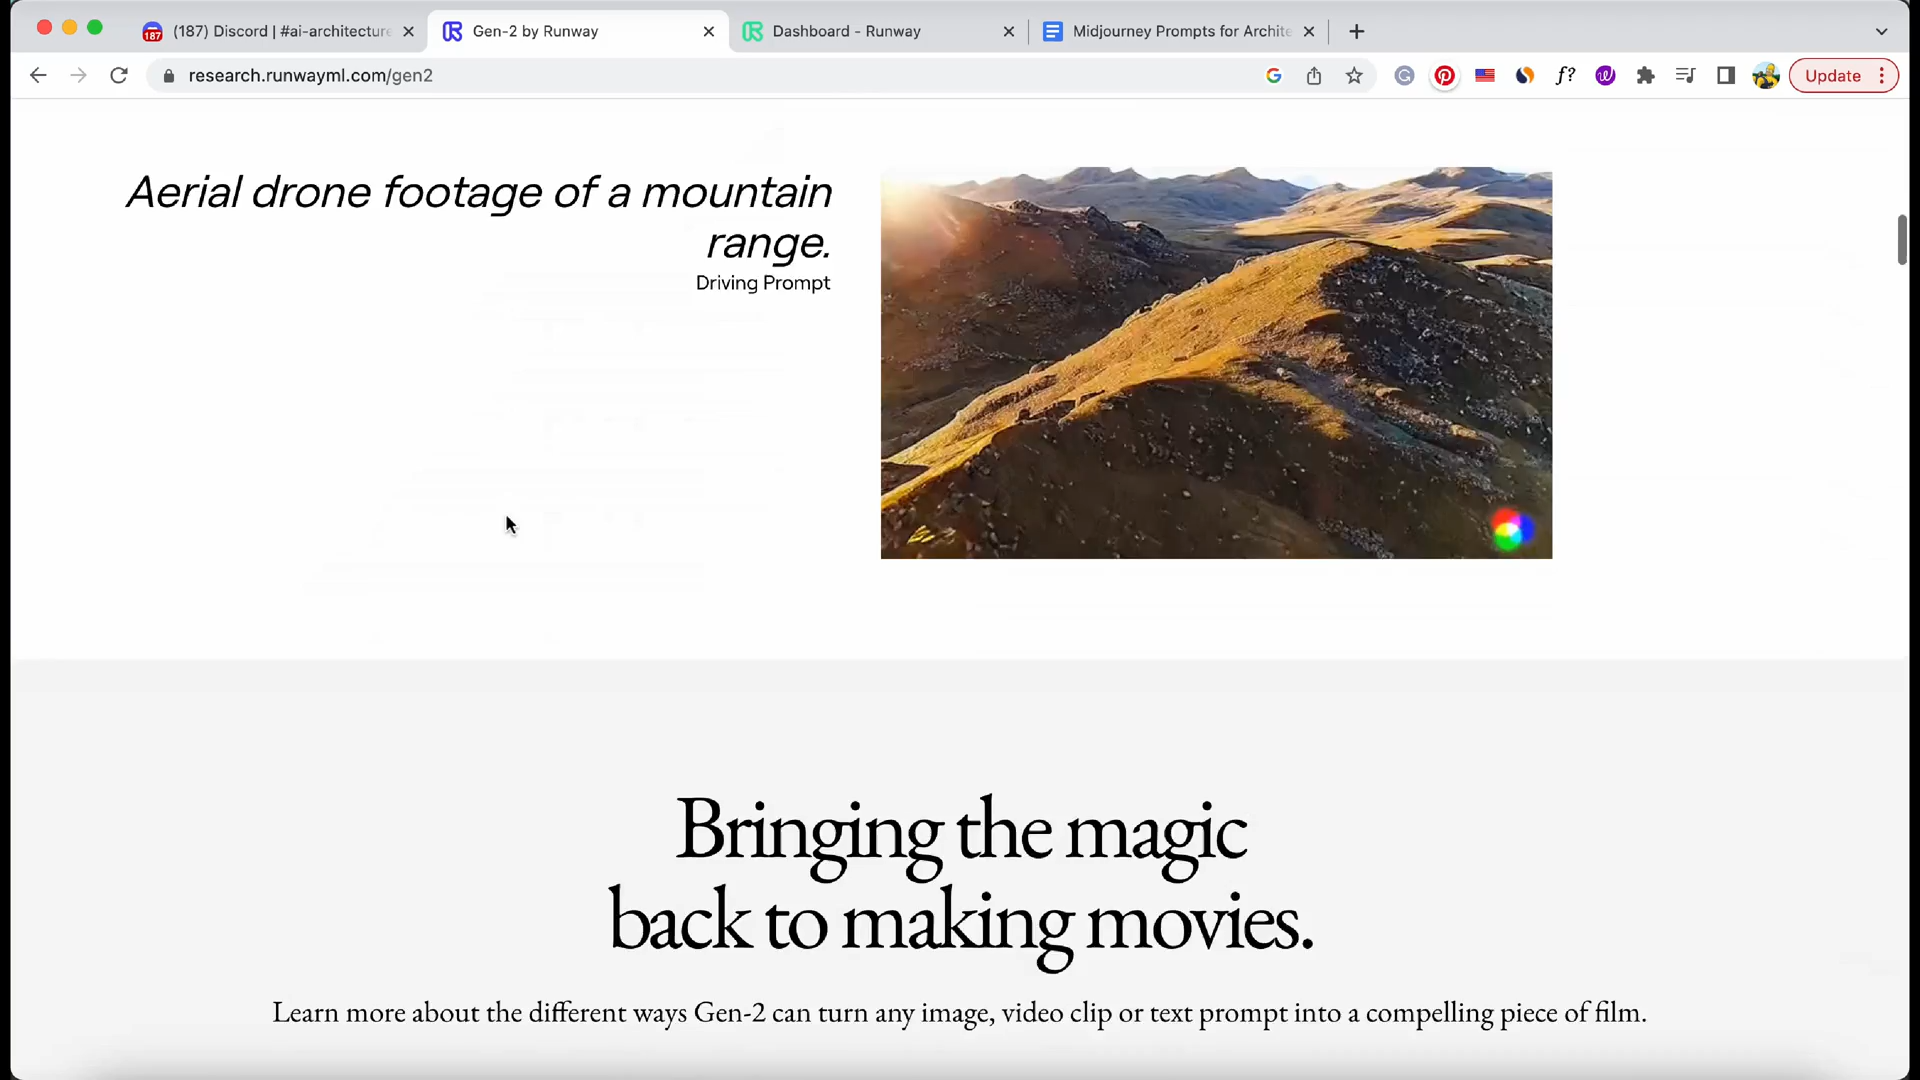 187
(187) Discord | #ai-architecture
Gen-2 by Runway
Dashboard - Runway
Midjourney Prompts for Archite
research.runwayml.com/gen2
f?
Update
Aerial drone footage of a mountain
range.
Driving Prompt
Bringing the magic
back to making movies.
Learn more about the different ways Gen-2 can turn any image, video clip or text prompt into a compelling piece of film.